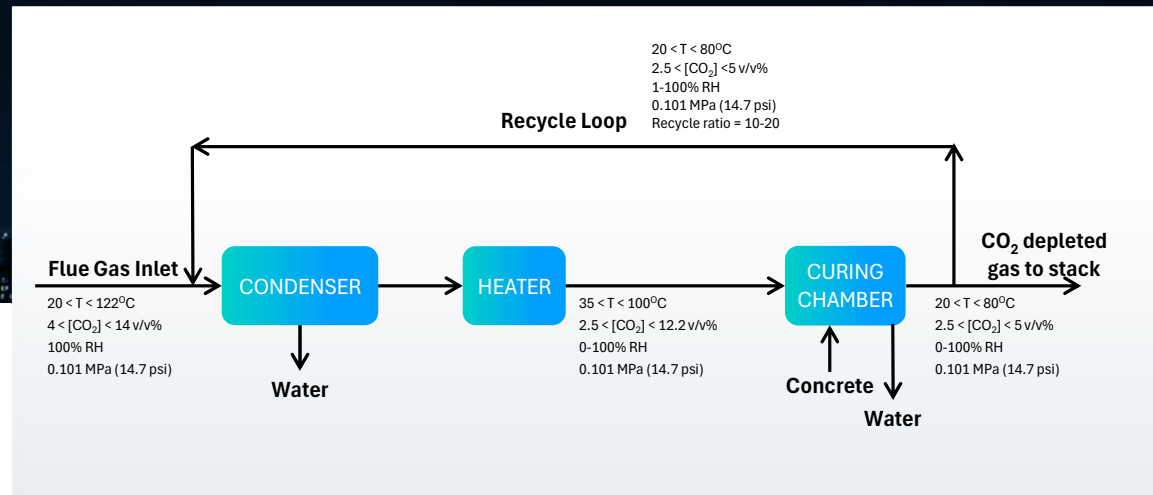 20 < T < 80⁰C
2.5 < [CO₂] <5 v/v%
1-100% RH
0.101 MPa (14.7 psi)
Recycle ratio = 10-20
Recycle Loop
Flue Gas Inlet
20 < T < 122⁰C
4 < [CO₂] < 14 v/v%
100% RH
0.101 MPa (14.7 psi)
CONDENSER
Water
HEATER
35 < T < 100⁰C
2.5 < [CO₂] < 12.2 v/v%
0-100% RH
0.101 MPa (14.7 psi)
CURING
CHAMBER
Concrete
Water
CO₂ depleted
gas to stack
20 < T < 80⁰C
2.5 < [CO₂] < 5 v/v%
0-100% RH
0.101 MPa (14.7 psi)